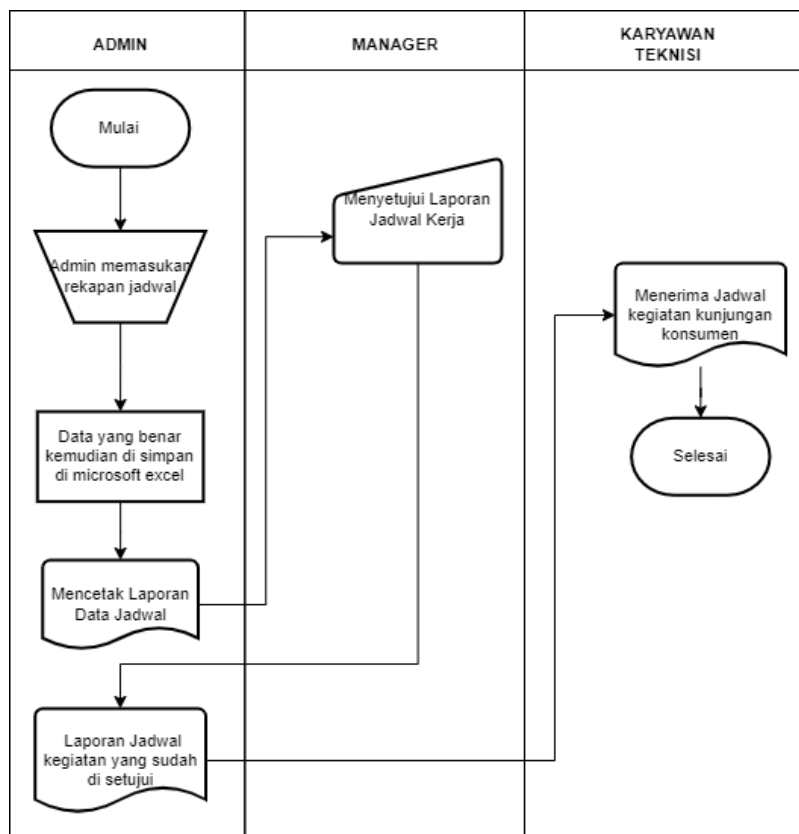 ADMIN
MANAGER
KARYAWAN
TEKNISI
Mulai
Admin memasukan
rekapan jadwal
Data yang benar
kemudian di simpan
di microsoft excel
Mencetak Laporan
Data Jadwal
Laporan Jadwal
kegiatan yang sudah
di setujui
Menyetujui Laporan
Jadwal Kerja
Menerima Jadwal
kegiatan kunjungan
konsumen
Selesai